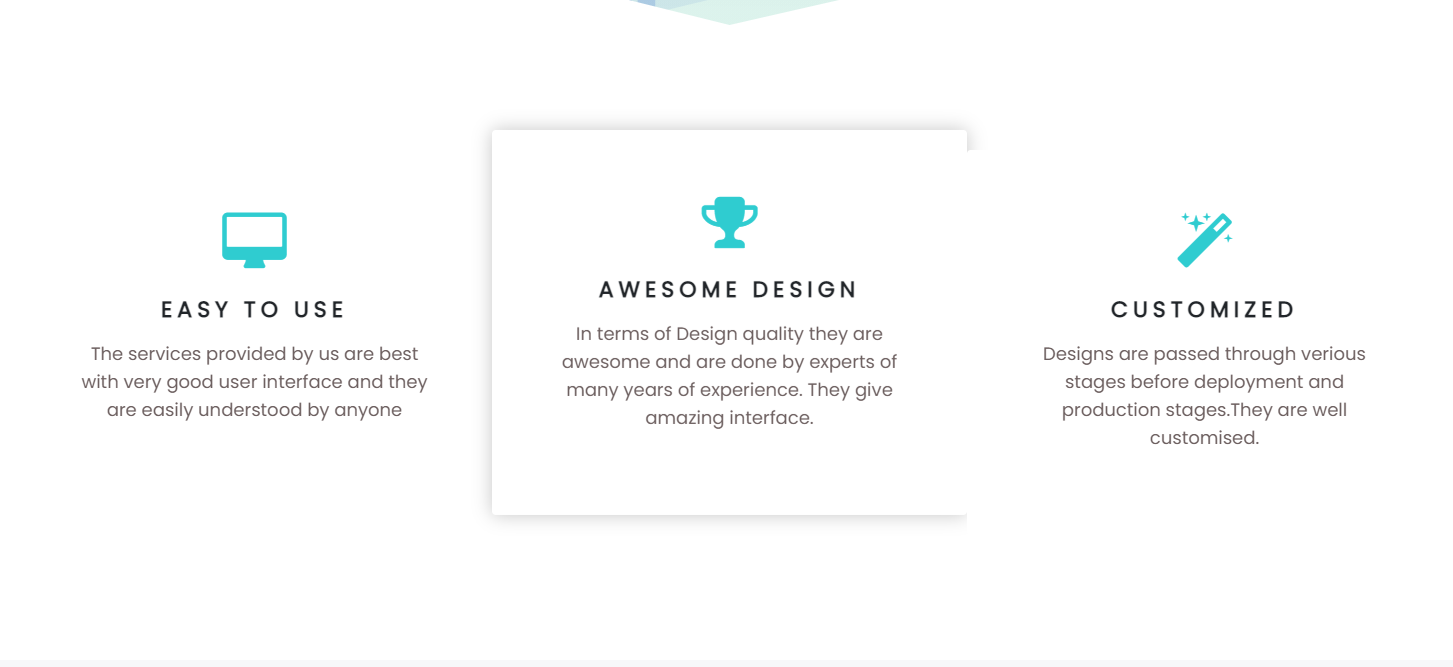 EASY TO USE
The services provided by us are best
with very good user interface and they
are easily understood by anyone
AWESOME DESIGN
In terms of Design quality they are
awesome and are done by experts of
many years of experience. They give
amazing interface.
CUSTOMIZED
Designs are passed through verious
stages before deployment and
production stages.They are well
customised.